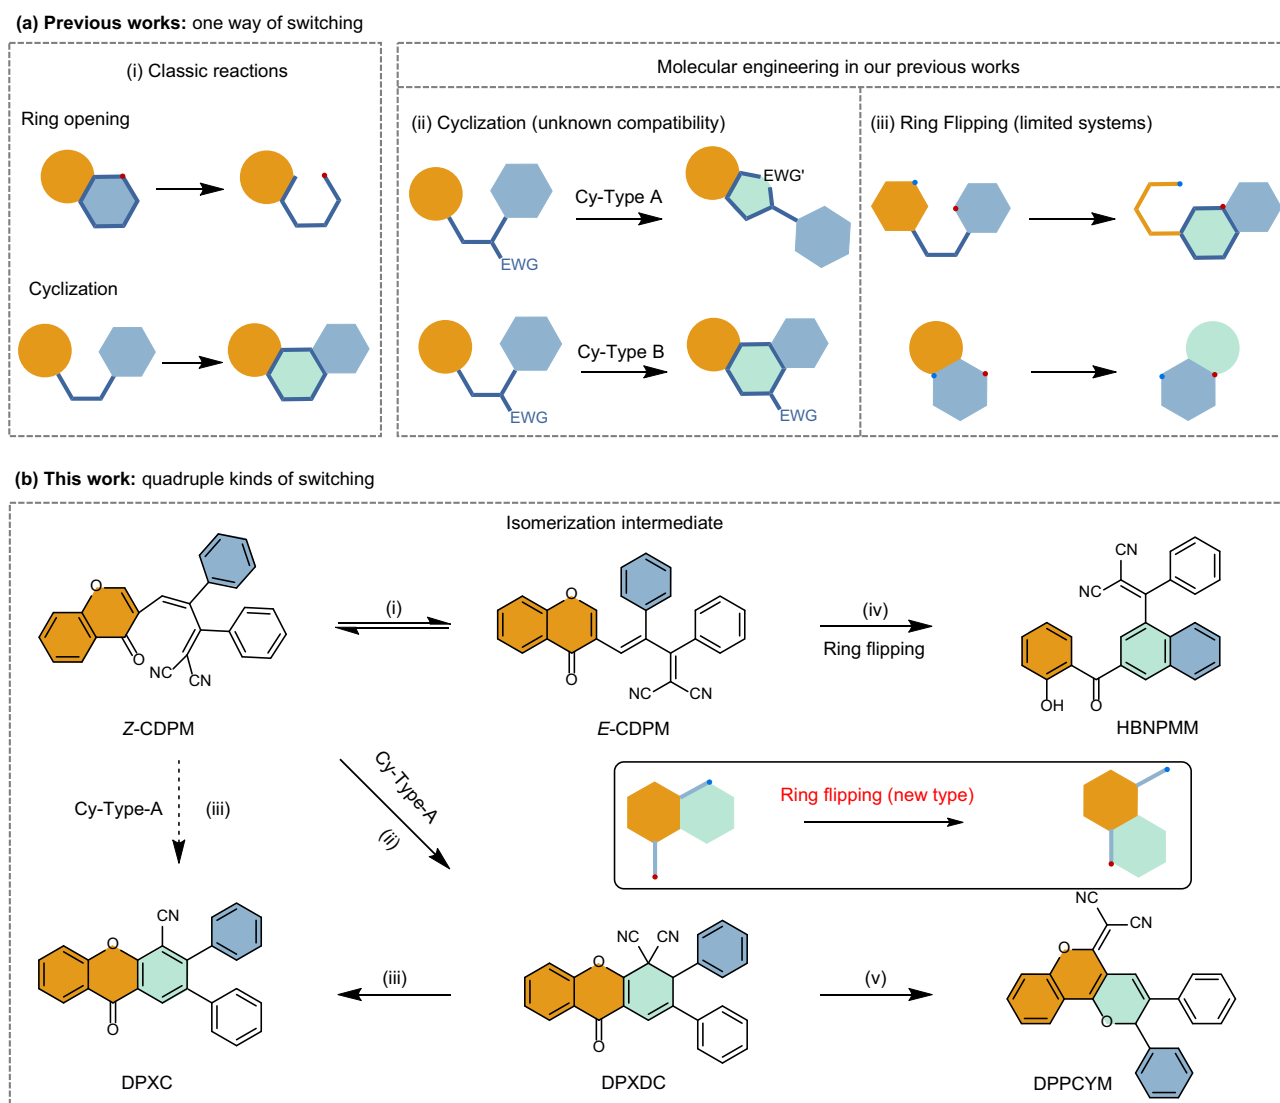 (a) Previous works: one way of switching
(i) Classic reactions
Ring opening
Cyclization
Molecular engineering in our previous works
(ii) Cyclization (unknown compatibility)
Cy-Type A
EWG
EWG'
Cy-Type B
EWG
EWG
(iii) Ring Flipping (limited systems)
(b) This work: quadruple kinds of switching
Isomerization intermediate
O
O
NC
CN
Z-CDPM
(i)
O
O
NC
CN
E-CDPM
(iv)
Ring flipping
CN
NC
OH
O
HBNPMM
Cy-Type-A
(iii)
Cy-Type-A
(ii)
Ring flipping (new type)
CN
O
O
DPXC
(iii)
NC
CN
O
O
DPXDC
(v)
NC
CN
O
O
DPPCYM